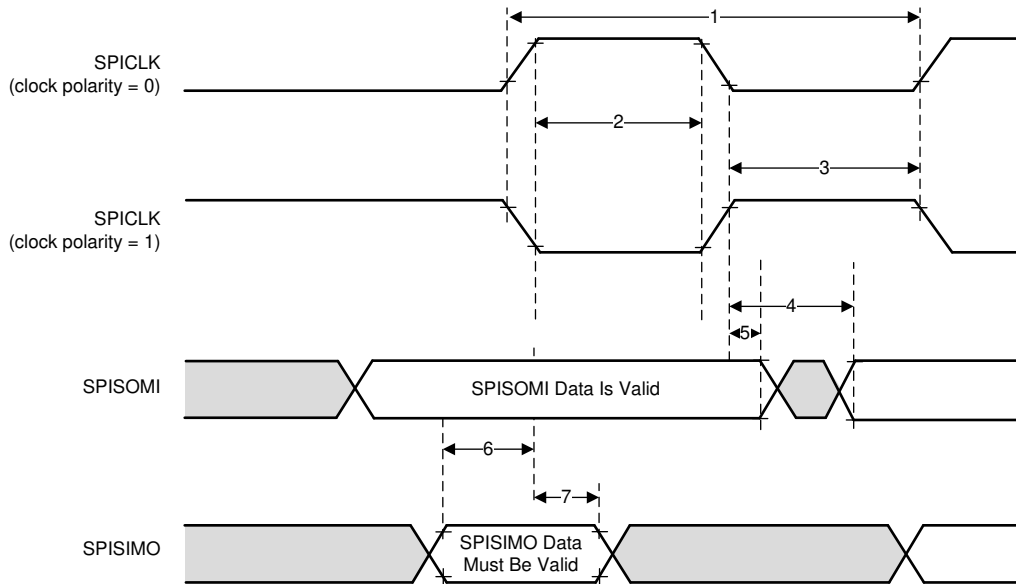 1
SPICLK
(clock polarity = 0)
2
3
SPICLK
(clock polarity = 1)
4
5
SPISOMI
SPISOMI Data Is Valid
6
7
SPISIMO
SPISIMO Data
Must Be Valid